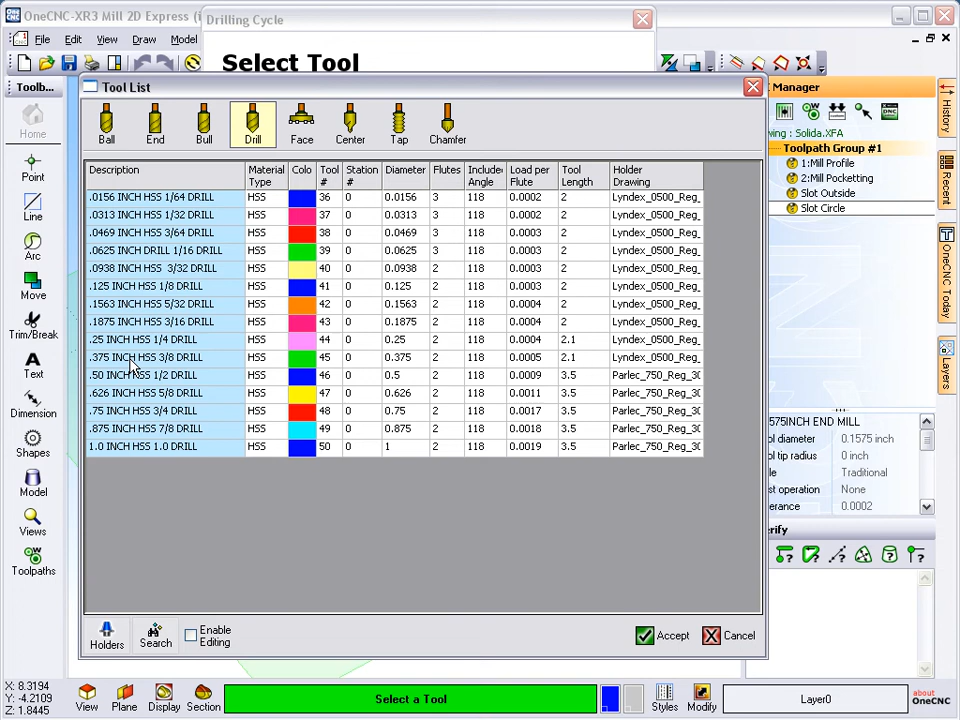 OneCNC-XR3 Mill 2D Express (
Drilling Cycle
File Edit View Draw Model
Select Tool
Toolb...
Tool List
Manager
Ball End Bull Drill Face Center Tap Chamfer
Home
Point
Line
Arc
Move
Trim/Break
Text
Dimension
Shapes
Model
Views
Toolpaths
Description Material Type Colo Tool # Station # Diameter Flutes Include Angle Load per Flute Tool Length Holder Drawing
.0156 INCH HSS 1/64 DRILL HSS 36 0 0.0156 3 118 0.0002 2 Lyndex_0500_Reg_
.0313 INCH HSS 1/32 DRILL HSS 37 0 0.0313 3 118 0.0002 2 Lyndex_0500_Reg_
.0469 INCH HSS 3/64 DRILL HSS 38 0 0.0469 3 118 0.0003 2 Lyndex_0500_Reg_
.0625 INCH DRILL 1/16 DRILL HSS 39 0 0.0625 3 118 0.0003 2 Lyndex_0500_Reg_
.0938 INCH HSS 3/32 DRILL HSS 40 0 0.0938 2 118 0.0003 2 Lyndex_0500_Reg_
.125 INCH HSS 1/8 DRILL HSS 41 0 0.125 2 118 0.0003 2 Lyndex_0500_Reg_
.1563 INCH HSS 5/32 DRILL HSS 42 0 0.1563 2 118 0.0004 2 Lyndex_0500_Reg_
.1875 INCH HSS 3/16 DRILL HSS 43 0 0.1875 2 118 0.0004 2 Lyndex_0500_Reg_
.25 INCH HSS 1/4 DRILL HSS 44 0 0.25 2 118 0.0004 2.1 Lyndex_0500_Reg_
.375 INCH HSS 3/8 DRILL HSS 45 0 0.375 2 118 0.0005 2.1 Lyndex_0500_Reg_
.50 INCH HSS 1/2 DRILL HSS 46 0 0.5 2 118 0.0009 3.5 Parlec_750_Reg_30
.626 INCH HSS 5/8 DRILL HSS 47 0 0.626 2 118 0.0011 3.5 Parlec_750_Reg_30
.75 INCH HSS 3/4 DRILL HSS 48 0 0.75 2 118 0.0017 3.5 Parlec_750_Reg_30
.875 INCH HSS 7/8 DRILL HSS 49 0 0.875 2 118 0.0018 3.5 Parlec_750_Reg_30
1.0 INCH HSS 1.0 DRILL HSS 50 0 1 2 118 0.0019 3.5 Parlec_750_Reg_30
Holders Search Enable Editing
Accept Cancel
wing : Solida.XFA
Toolpath Group #1
1:Mill Profile
2:Mill Pocketting
Slot Outside
Slot Circle
History
Recent
OneCNC Today
Layers
575INCH END MILL
ol diameter 0.1575 inch
ol tip radius 0 inch
le Traditional
st operation None
erance 0.0002
erify
X: 8.3194
Y: -4.2109
Z: 1.8445
View Plane Display Section
Select a Tool
Styles Modify
Layer0
about
OneCNC